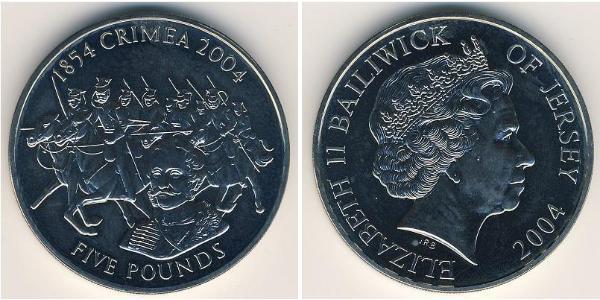 1854 CRIMEA 2004
FIVE POUNDS
ELIZABETH II BAILIWICK OF JERSEY 2004
IRB